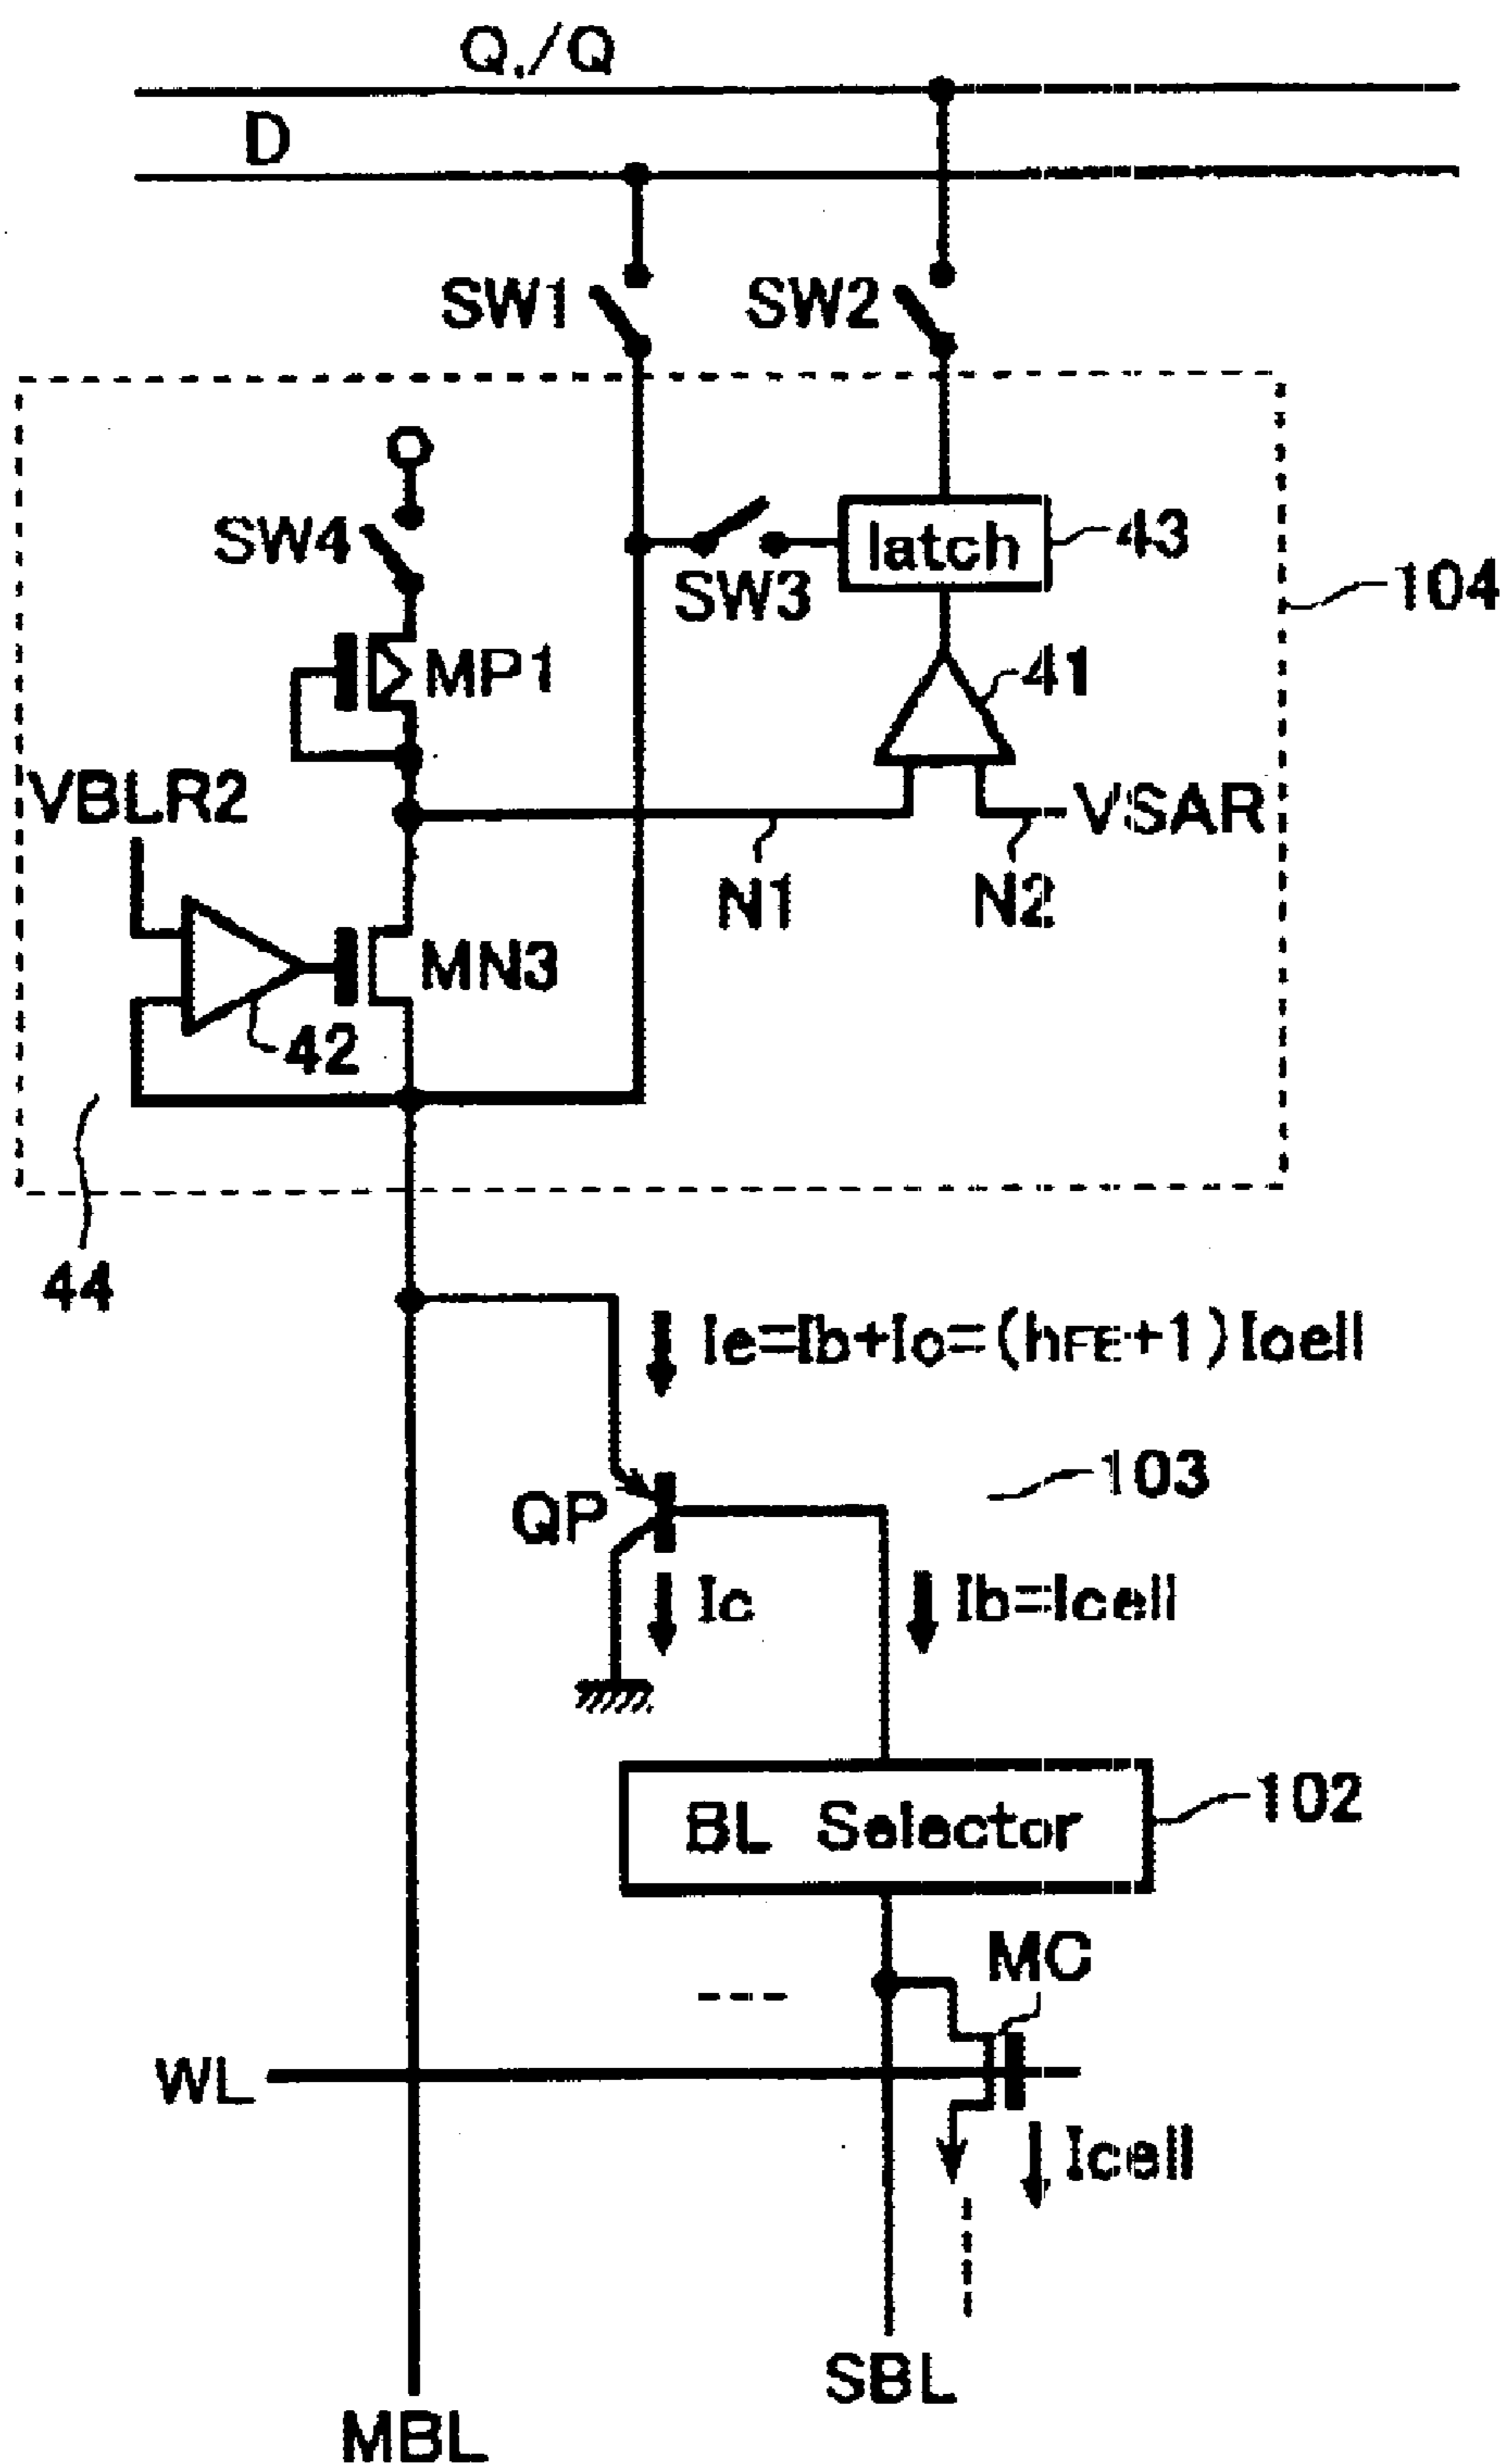 Q,/Q
D
SW1
SW2
SW4
latch
43
SW3
104
MP1
41
VBLR2
VSAR
N1
N2
MN3
42
44
Ie=Ib+Ic=(hFE+1)Icell
103
QP
Ic
Ib=Icell
BL Selector
102
MC
WL
Icell
SBL
MBL